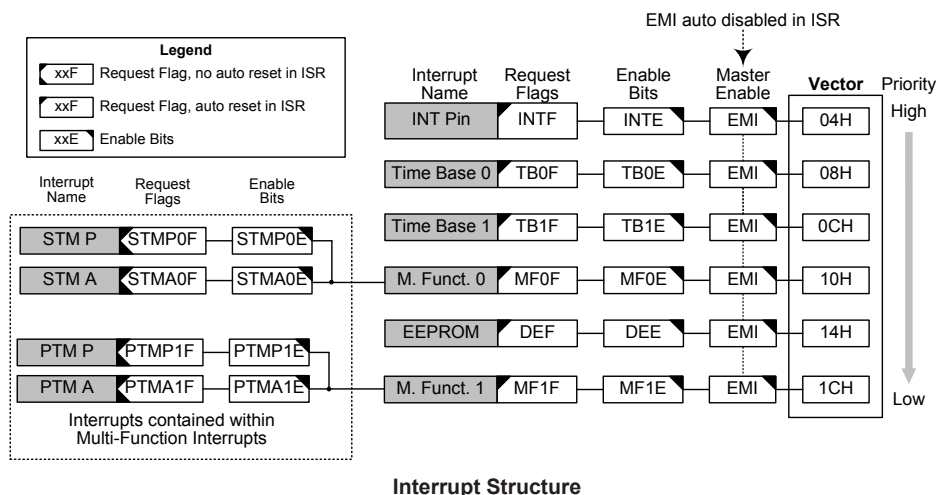 EMI auto disabled in ISR
Legend
xxF Request Flag, no auto reset in ISR
xxF Request Flag, auto reset in ISR
xxE Enable Bits
Interrupt Name Request Flags Enable Bits Master Enable Vector Priority
High
INT Pin INTF INTE EMI 04H
Time Base 0 TB0F TB0E EMI 08H
Time Base 1 TB1F TB1E EMI 0CH
M. Funct. 0 MF0F MF0E EMI 10H
EEPROM DEF DEE EMI 14H
M. Funct. 1 MF1F MF1E EMI 1CH
Low
Interrupt Name Request Flags Enable Bits
STM P STMP0F STMP0E
STM A STMA0F STMA0E
PTM P PTMP1F PTMP1E
PTM A PTMA1F PTMA1E
Interrupts contained within
Multi-Function Interrupts
Interrupt Structure